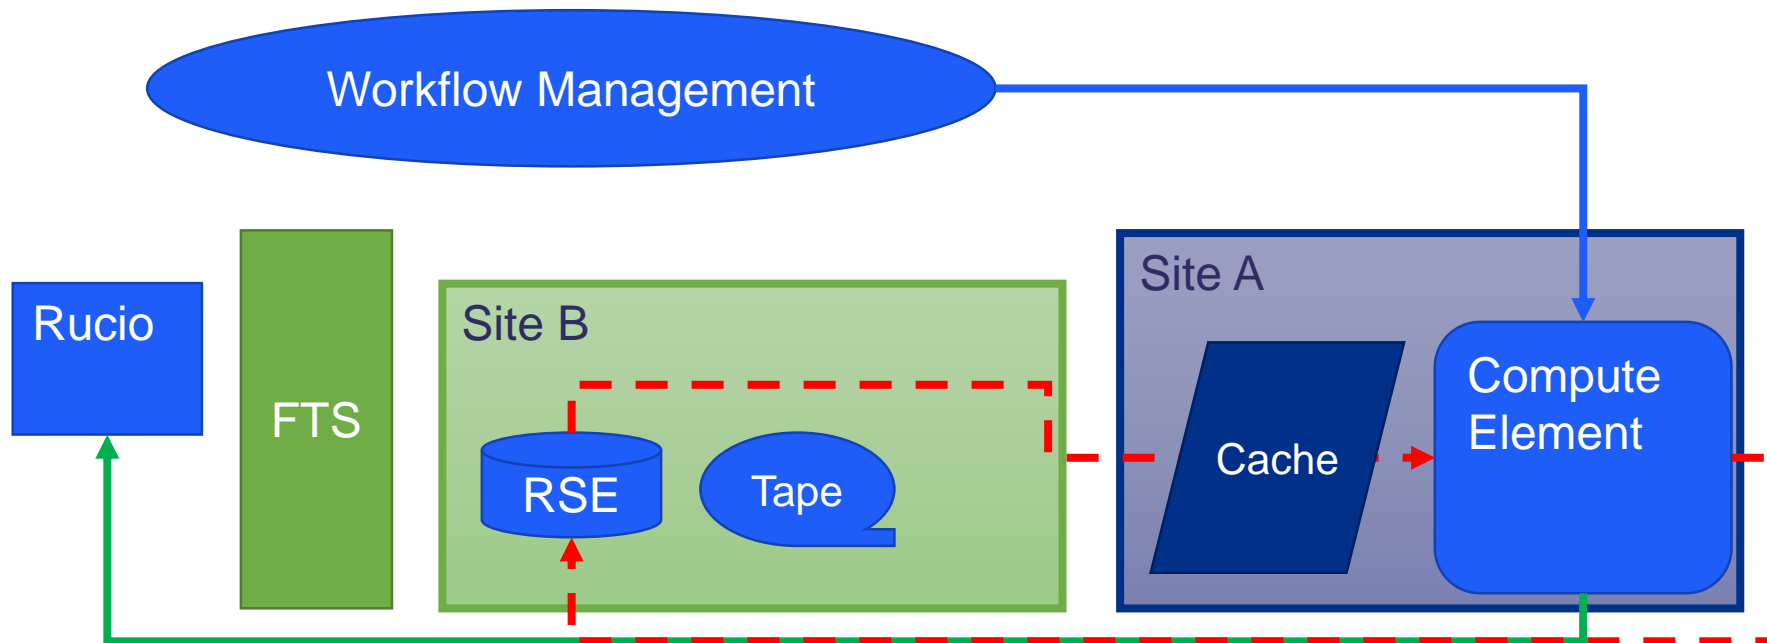 Workflow Management
Rucio
FTS
Site B
RSE
Tape
Site A
Cache
Compute
Element